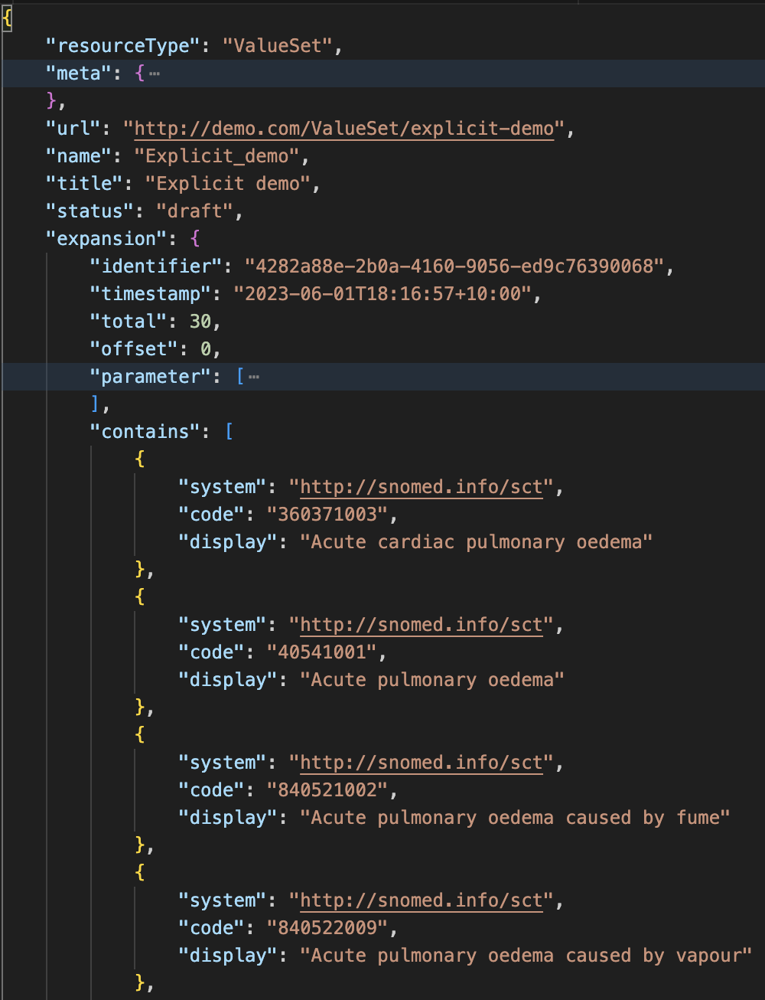 {
"resourceType": "ValueSet",
"meta": { ⋯
},
"url": "http://demo.com/ValueSet/explicit-demo",
"name": "Explicit_demo",
"title": "Explicit demo",
"status": "draft",
"expansion": {
"identifier": "4282a88e-2b0a-4160-9056-ed9c76390068",
"timestamp": "2023-06-01T18:16:57+10:00",
"total": 30,
"offset": 0,
"parameter": [ ⋯
],
"contains": [
{
"system": "http://snomed.info/sct",
"code": "360371003",
"display": "Acute cardiac pulmonary oedema"
},
{
"system": "http://snomed.info/sct",
"code": "40541001",
"display": "Acute pulmonary oedema"
},
{
"system": "http://snomed.info/sct",
"code": "840521002",
"display": "Acute pulmonary oedema caused by fume"
},
{
"system": "http://snomed.info/sct",
"code": "840522009",
"display": "Acute pulmonary oedema caused by vapour"
},